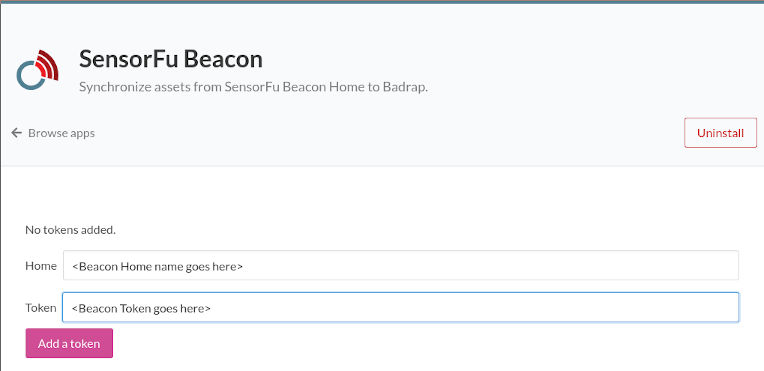 SensorFu Beacon
Synchronize assets from SensorFu Beacon Home to Badrap.
Browse apps
Uninstall
No tokens added.
Home <Beacon Home name goes here>
Token <Beacon Token goes here>
Add a token